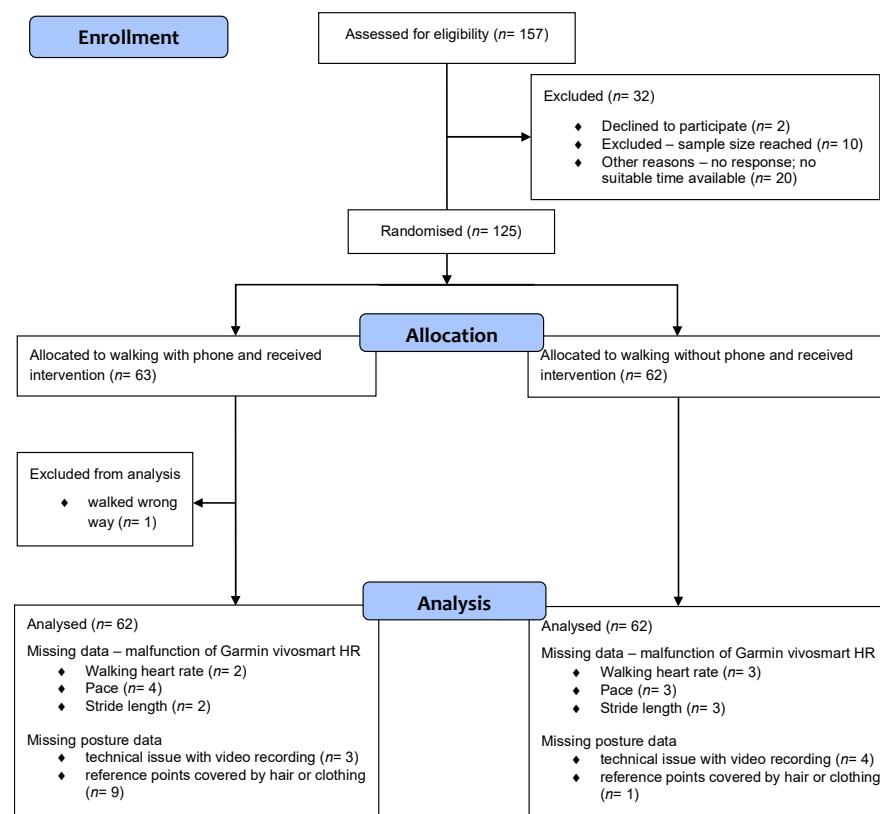 Enrollment
Assessed for eligibility (n= 157)
Excluded (n= 32)
♦ Declined to participate (n= 2)
♦ Excluded – sample size reached (n= 10)
♦ Other reasons – no response; no
suitable time available (n= 20)
Randomised (n= 125)
Allocation
Allocated to walking with phone and received
intervention (n= 63)
Allocated to walking without phone and received
intervention (n= 62)
Excluded from analysis
♦ walked wrong
way (n= 1)
Analysis
Analysed (n= 62)
Missing data – malfunction of Garmin vivosmart HR
♦ Walking heart rate (n= 2)
♦ Pace (n= 4)
♦ Stride length (n= 2)
Missing posture data
♦ technical issue with video recording (n= 3)
♦ reference points covered by hair or clothing
(n= 9)
Analysed (n= 62)
Missing data – malfunction of Garmin vivosmart HR
♦ Walking heart rate (n= 3)
♦ Pace (n= 3)
♦ Stride length (n= 3)
Missing posture data
♦ technical issue with video recording (n= 4)
♦ reference points covered by hair or clothing
(n= 1)